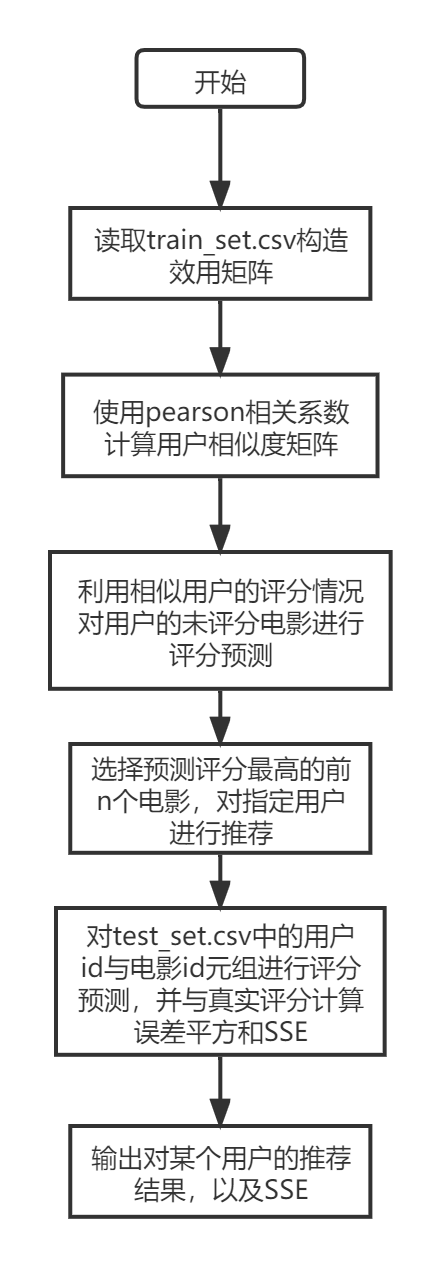 开始
读取train_set.csv构造
效用矩阵
使用pearson相关系数
计算用户相似度矩阵
利用相似用户的评分情况
对用户的未评分电影进行
评分预测
选择预测评分最高的前
n个电影，对指定用户
进行推荐
对test_set.csv中的用户
id与电影id元组进行评分
预测，并与真实评分计算
误差平方和SSE
输出对某个用户的推荐
结果，以及SSE